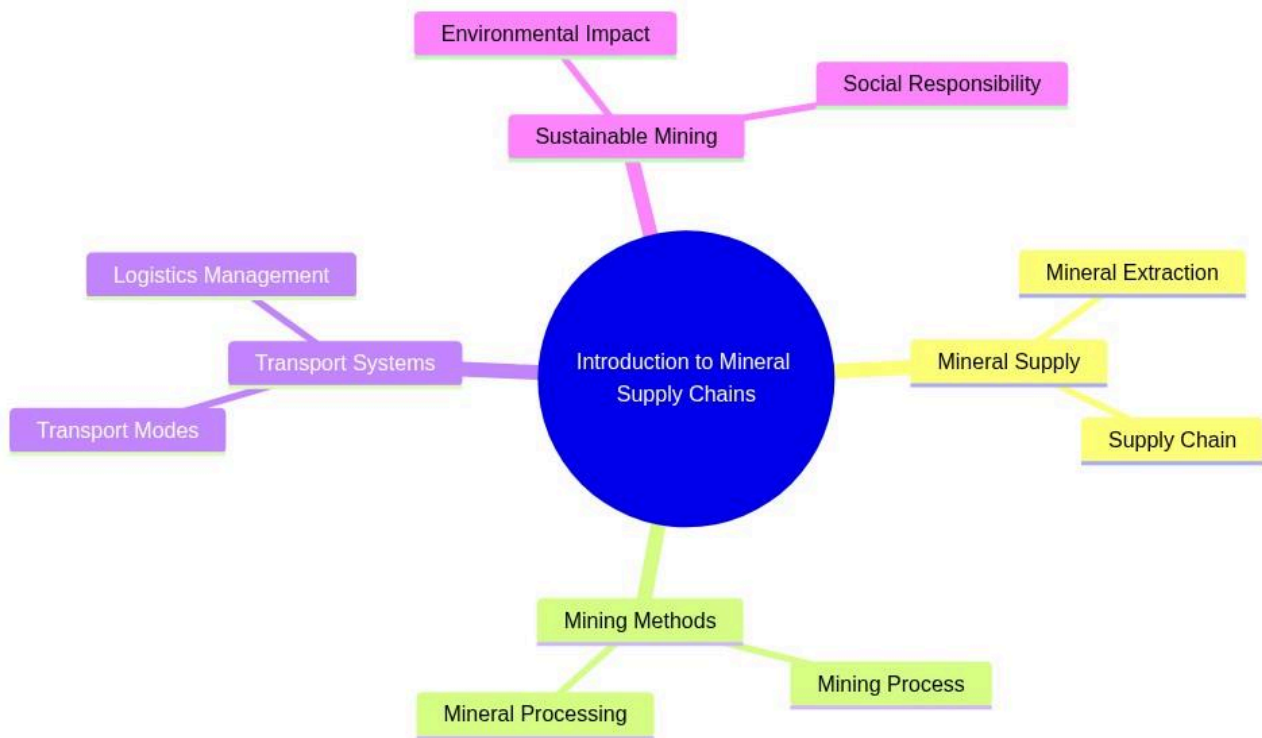 Environmental Impact
Social Responsibility
Sustainable Mining
Logistics Management
Mineral Extraction
Transport Systems
Introduction to Mineral
Supply Chains
Mineral Supply
Transport Modes
Supply Chain
Mining Methods
Mining Process
Mineral Processing